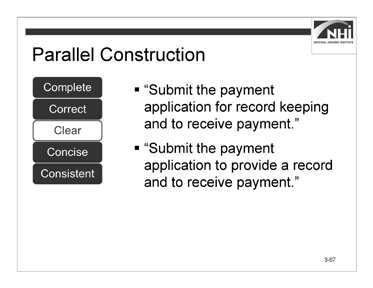 NHI
NATIONAL HIGHWAY INSTITUTE
Parallel Construction
Complete
Correct
Clear
Concise
Consistent
▪ “Submit the payment
application for record keeping
and to receive payment.”
▪ “Submit the payment
application to provide a record
and to receive payment.”
3-67